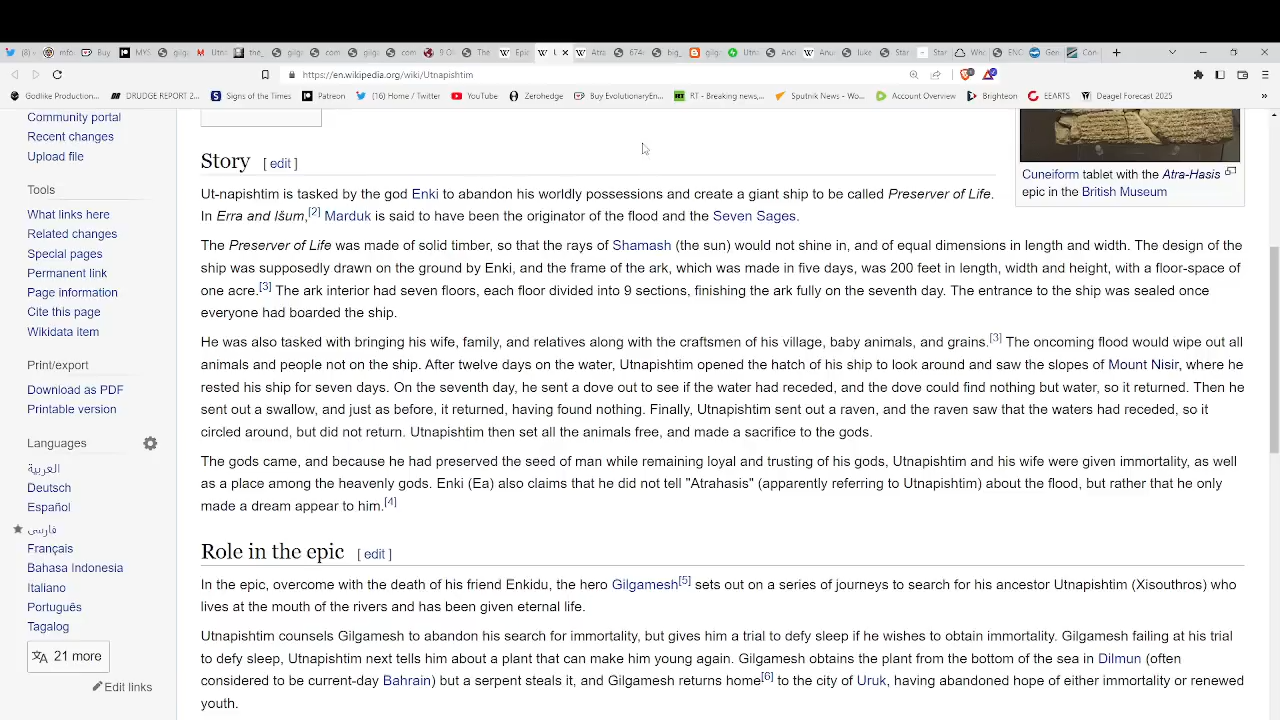 (8)
mfo
Buy
MYS
gilg
Utn
the_
gilg
com
gilg
com
9 O
The
Epic
U
Atra
674
big_
gilg
Utn
Anci
Anu
luke
Star
Star
Whe
ENC
Gen
Con
https://en.wikipedia.org/wiki/Utnapishtim
Godlike Production...
DRUDGE REPORT 2...
Signs of the Times
Patreon
(16) Home / Twitter
YouTube
Zerohedge
Buy EvolutionaryEn...
RT - Breaking news,...
Sputnik News - Wo...
Account Overview
Brighteon
EEARTS
Deagel Forecast 2025
»
Community portal
Recent changes
Upload file
Tools
What links here
Related changes
Special pages
Permanent link
Page information
Cite this page
Wikidata item
Print/export
Download as PDF
Printable version
Languages
العربية
Deutsch
Español
فارسی
Français
Bahasa Indonesia
Italiano
Português
Tagalog
21 more
Edit links
Story [ edit ]
Ut-napishtim is tasked by the god Enki to abandon his worldly possessions and create a giant ship to be called Preserver of Life.
In Erra and Išum,[2] Marduk is said to have been the originator of the flood and the Seven Sages.
Cuneiform tablet with the Atra-Hasis
epic in the British Museum
The Preserver of Life was made of solid timber, so that the rays of Shamash (the sun) would not shine in, and of equal dimensions in length and width. The design of the
ship was supposedly drawn on the ground by Enki, and the frame of the ark, which was made in five days, was 200 feet in length, width and height, with a floor-space of
one acre.[3] The ark interior had seven floors, each floor divided into 9 sections, finishing the ark fully on the seventh day. The entrance to the ship was sealed once
everyone had boarded the ship.
He was also tasked with bringing his wife, family, and relatives along with the craftsmen of his village, baby animals, and grains.[3] The oncoming flood would wipe out all
animals and people not on the ship. After twelve days on the water, Utnapishtim opened the hatch of his ship to look around and saw the slopes of Mount Nisir, where he
rested his ship for seven days. On the seventh day, he sent a dove out to see if the water had receded, and the dove could find nothing but water, so it returned. Then he
sent out a swallow, and just as before, it returned, having found nothing. Finally, Utnapishtim sent out a raven, and the raven saw that the waters had receded, so it
circled around, but did not return. Utnapishtim then set all the animals free, and made a sacrifice to the gods.
The gods came, and because he had preserved the seed of man while remaining loyal and trusting of his gods, Utnapishtim and his wife were given immortality, as well
as a place among the heavenly gods. Enki (Ea) also claims that he did not tell "Atrahasis" (apparently referring to Utnapishtim) about the flood, but rather that he only
made a dream appear to him.[4]
Role in the epic [ edit ]
In the epic, overcome with the death of his friend Enkidu, the hero Gilgamesh[5] sets out on a series of journeys to search for his ancestor Utnapishtim (Xisouthros) who
lives at the mouth of the rivers and has been given eternal life.
Utnapishtim counsels Gilgamesh to abandon his search for immortality, but gives him a trial to defy sleep if he wishes to obtain immortality. Gilgamesh failing at his trial
to defy sleep, Utnapishtim next tells him about a plant that can make him young again. Gilgamesh obtains the plant from the bottom of the sea in Dilmun (often
considered to be current-day Bahrain) but a serpent steals it, and Gilgamesh returns home[6] to the city of Uruk, having abandoned hope of either immortality or renewed
youth.